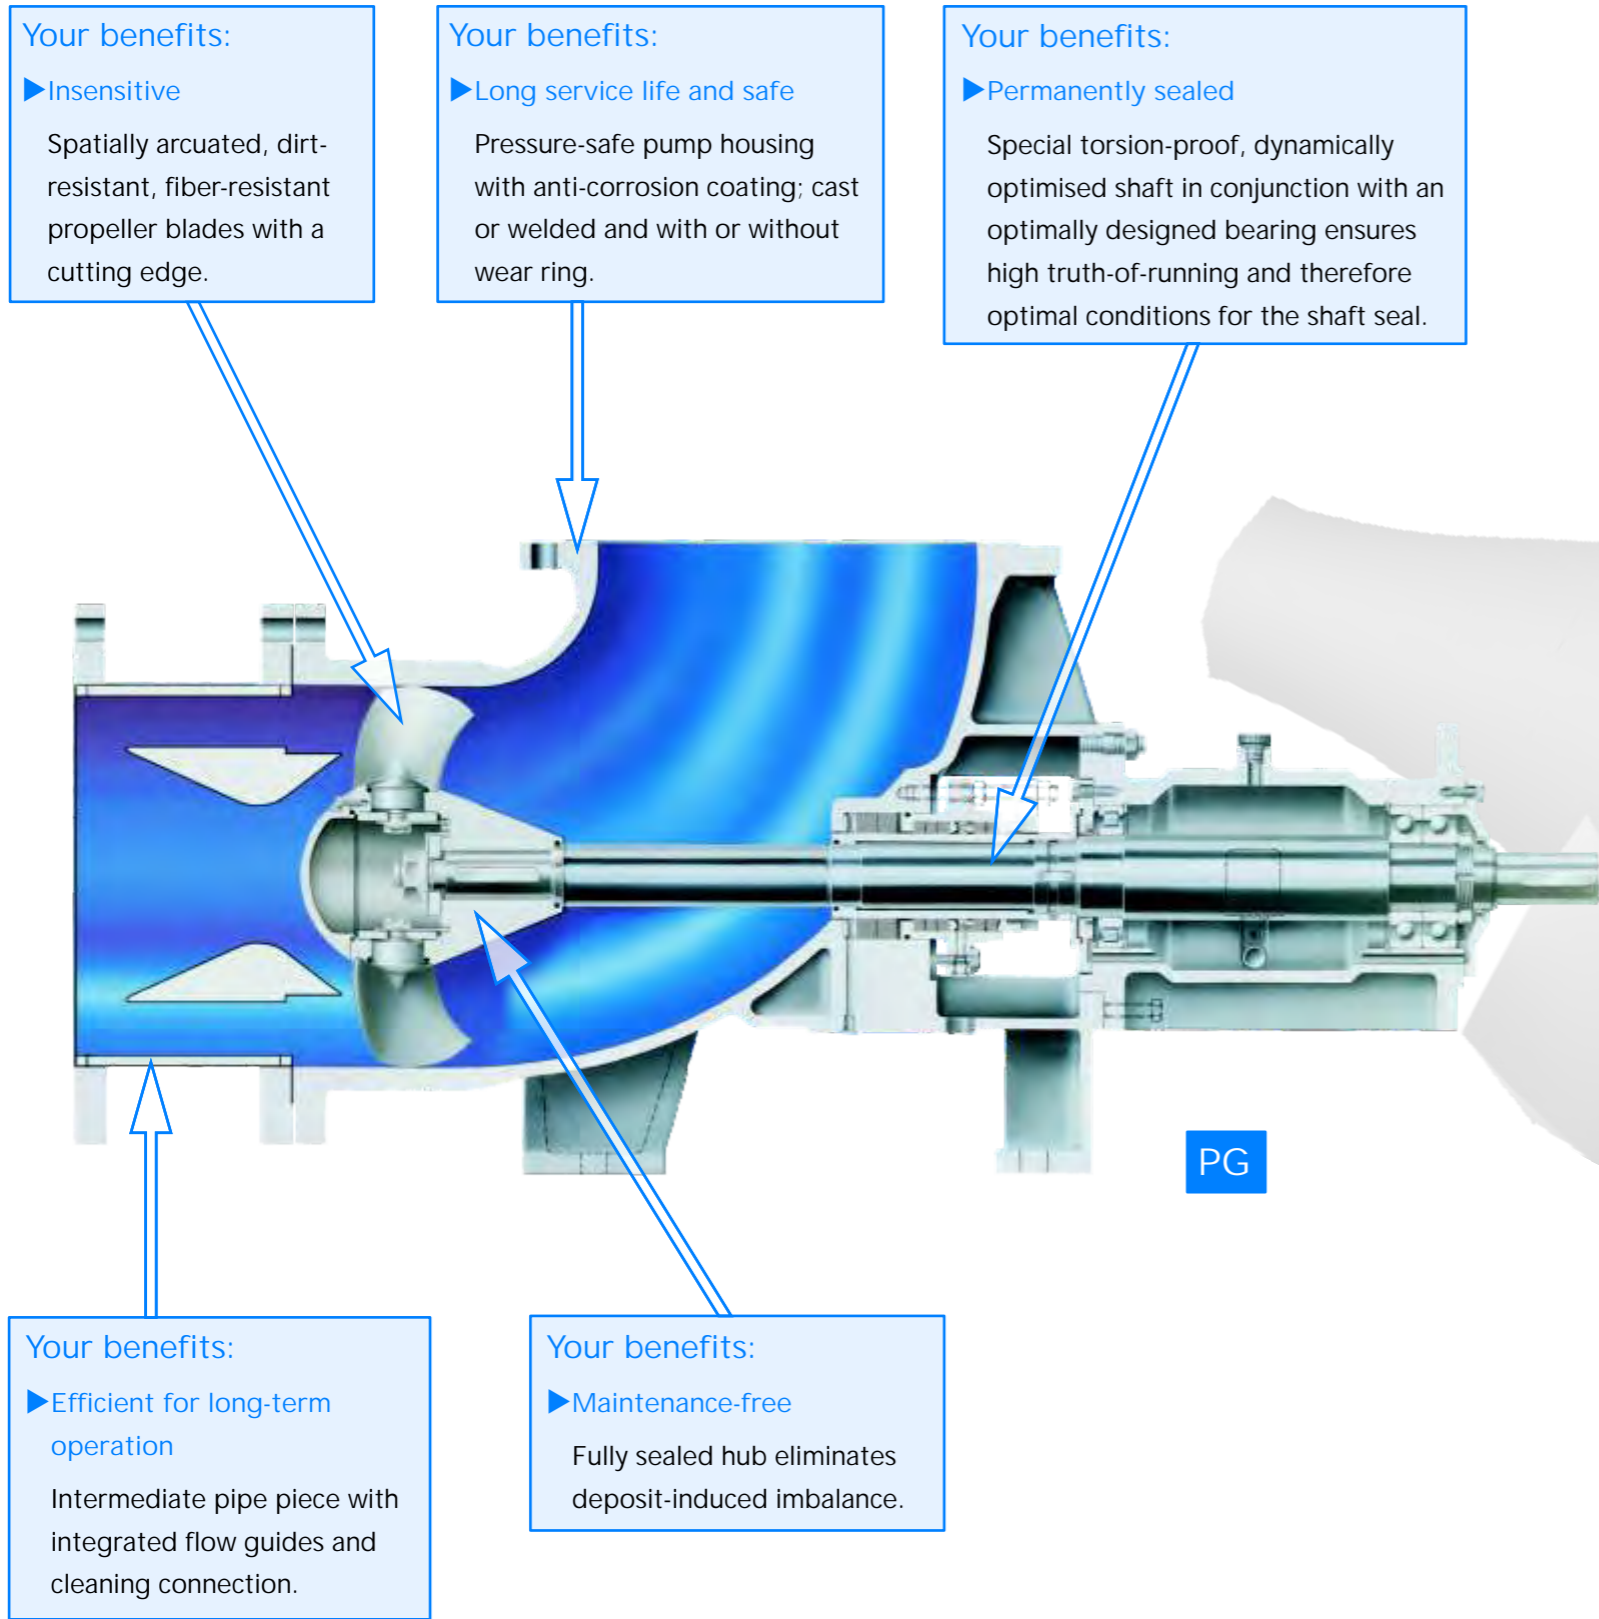 Your benefits:
▶Insensitive
Spatially arcuated, dirt-
resistant, fiber-resistant
propeller blades with a
cutting edge.
Your benefits:
▶Long service life and safe
Pressure-safe pump housing
with anti-corrosion coating; cast
or welded and with or without
wear ring.
Your benefits:
▶Permanently sealed
Special torsion-proof, dynamically
optimised shaft in conjunction with an
optimally designed bearing ensures
high truth-of-running and therefore
optimal conditions for the shaft seal.
PG
Your benefits:
▶Efficient for long-term
operation
Intermediate pipe piece with
integrated flow guides and
cleaning connection.
Your benefits:
▶Maintenance-free
Fully sealed hub eliminates
deposit-induced imbalance.